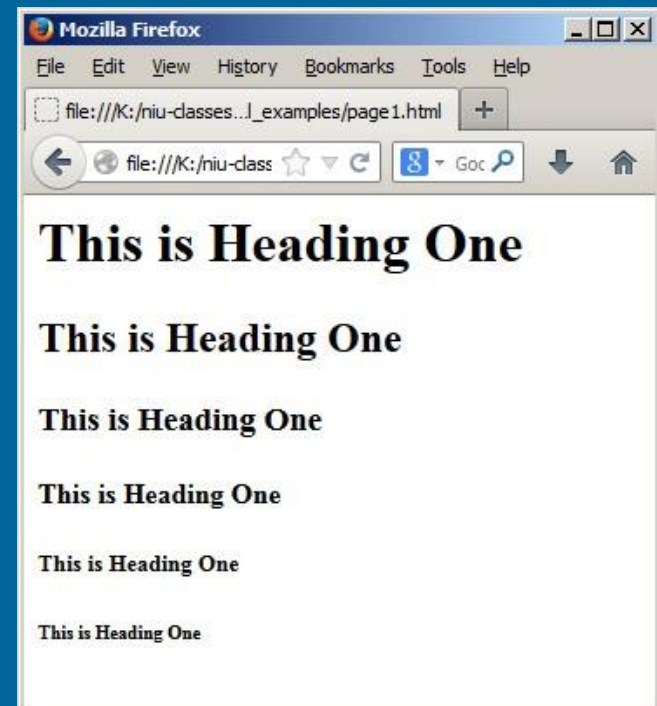 Mozilla Firefox
File Edit View History Bookmarks Tools Help
file:///K:/niu-classes...l_examples/page1.html +
file:///K:/niu-class 8 Goc
This is Heading One
This is Heading One
This is Heading One
This is Heading One
This is Heading One
This is Heading One